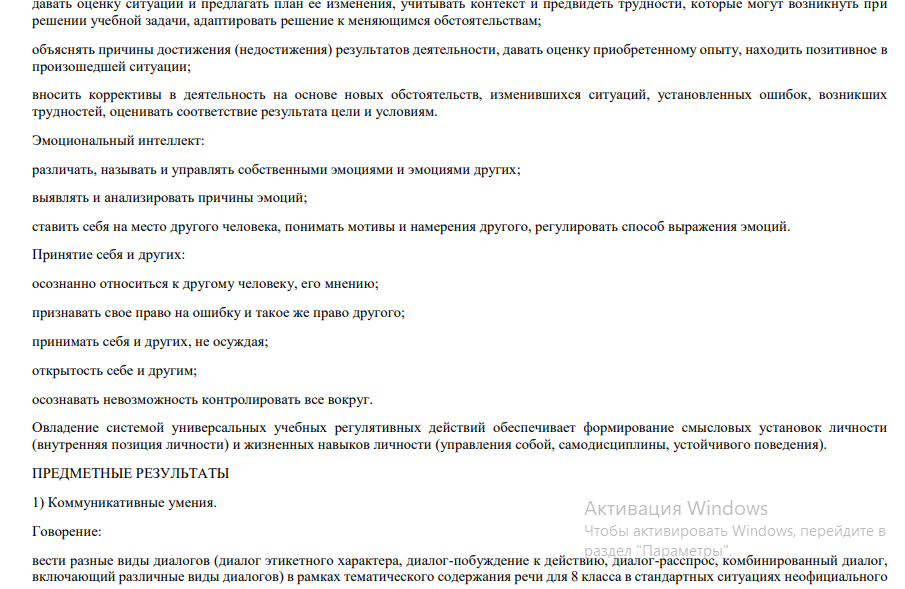 давать оценку ситуации и предлагать план ее изменения, учитывать контекст и предвидеть трудности, которые могут возникнуть при
решении учебной задачи, адаптировать решение к меняющимся обстоятельствам;
объяснять причины достижения (недостижения) результатов деятельности, давать оценку приобретенному опыту, находить позитивное в
произошедшей ситуации;
вносить коррективы в деятельность на основе новых обстоятельств, изменившихся ситуаций, установленных ошибок, возникших
трудностей, оценивать соответствие результата цели и условиям.
Эмоциональный интеллект:
различать, называть и управлять собственными эмоциями и эмоциями других;
выявлять и анализировать причины эмоций;
ставить себя на место другого человека, понимать мотивы и намерения другого, регулировать способ выражения эмоций.
Принятие себя и других:
осознанно относиться к другому человеку, его мнению;
признавать свое право на ошибку и такое же право другого;
принимать себя и других, не осуждая;
открытость себе и другим;
осознавать невозможность контролировать все вокруг.
Овладение системой универсальных учебных регулятивных действий обеспечивает формирование смысловых установок личности
(внутренняя позиция личности) и жизненных навыков личности (управления собой, самодисциплины, устойчивого поведения).
ПРЕДМЕТНЫЕ РЕЗУЛЬТАТЫ
1) Коммуникативные умения.
Говорение:
вести разные виды диалогов (диалог этикетного характера, диалог-побуждение к действию, диалог-расспрос, комбинированный диалог,
включающий различные виды диалогов) в рамках тематического содержания речи для 8 класса в стандартных ситуациях неофициального
Активация Windows
Чтобы активировать Windows, перейдите в
раздел "Параметры".